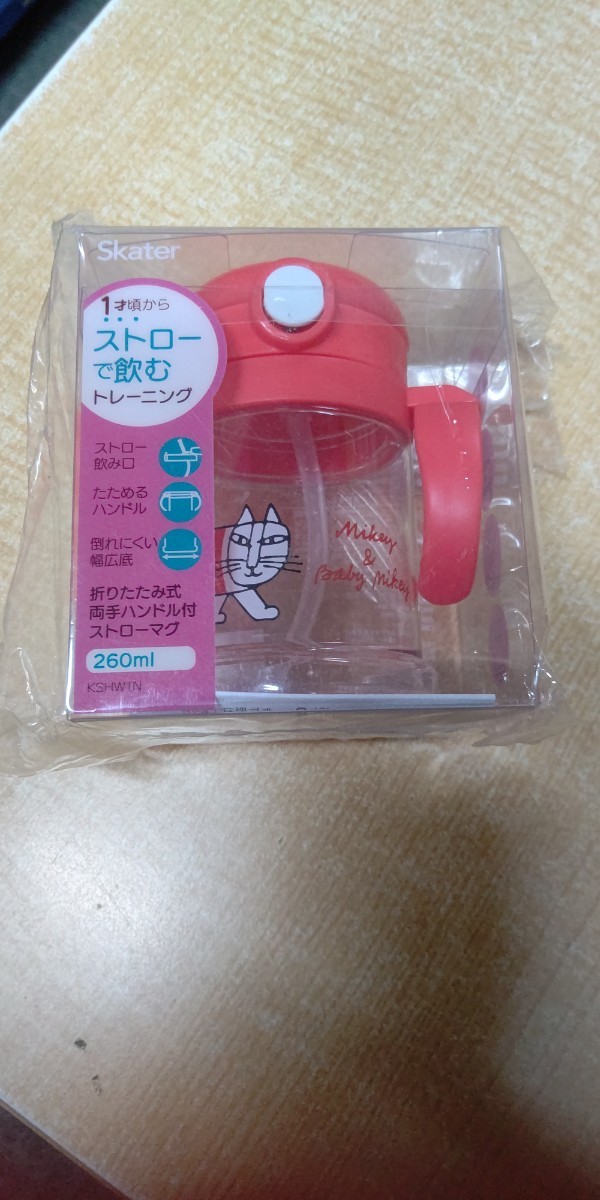 Skater
1才頃から
ストロー
で飲む
トレーニング
ストロー
飲み口
たためる
ハンドル
倒れにくい
幅広底
折りたたみ式
両手ハンドル付
ストローマグ
260ml
KSHW1N
Mikey
&
Baby Mikey